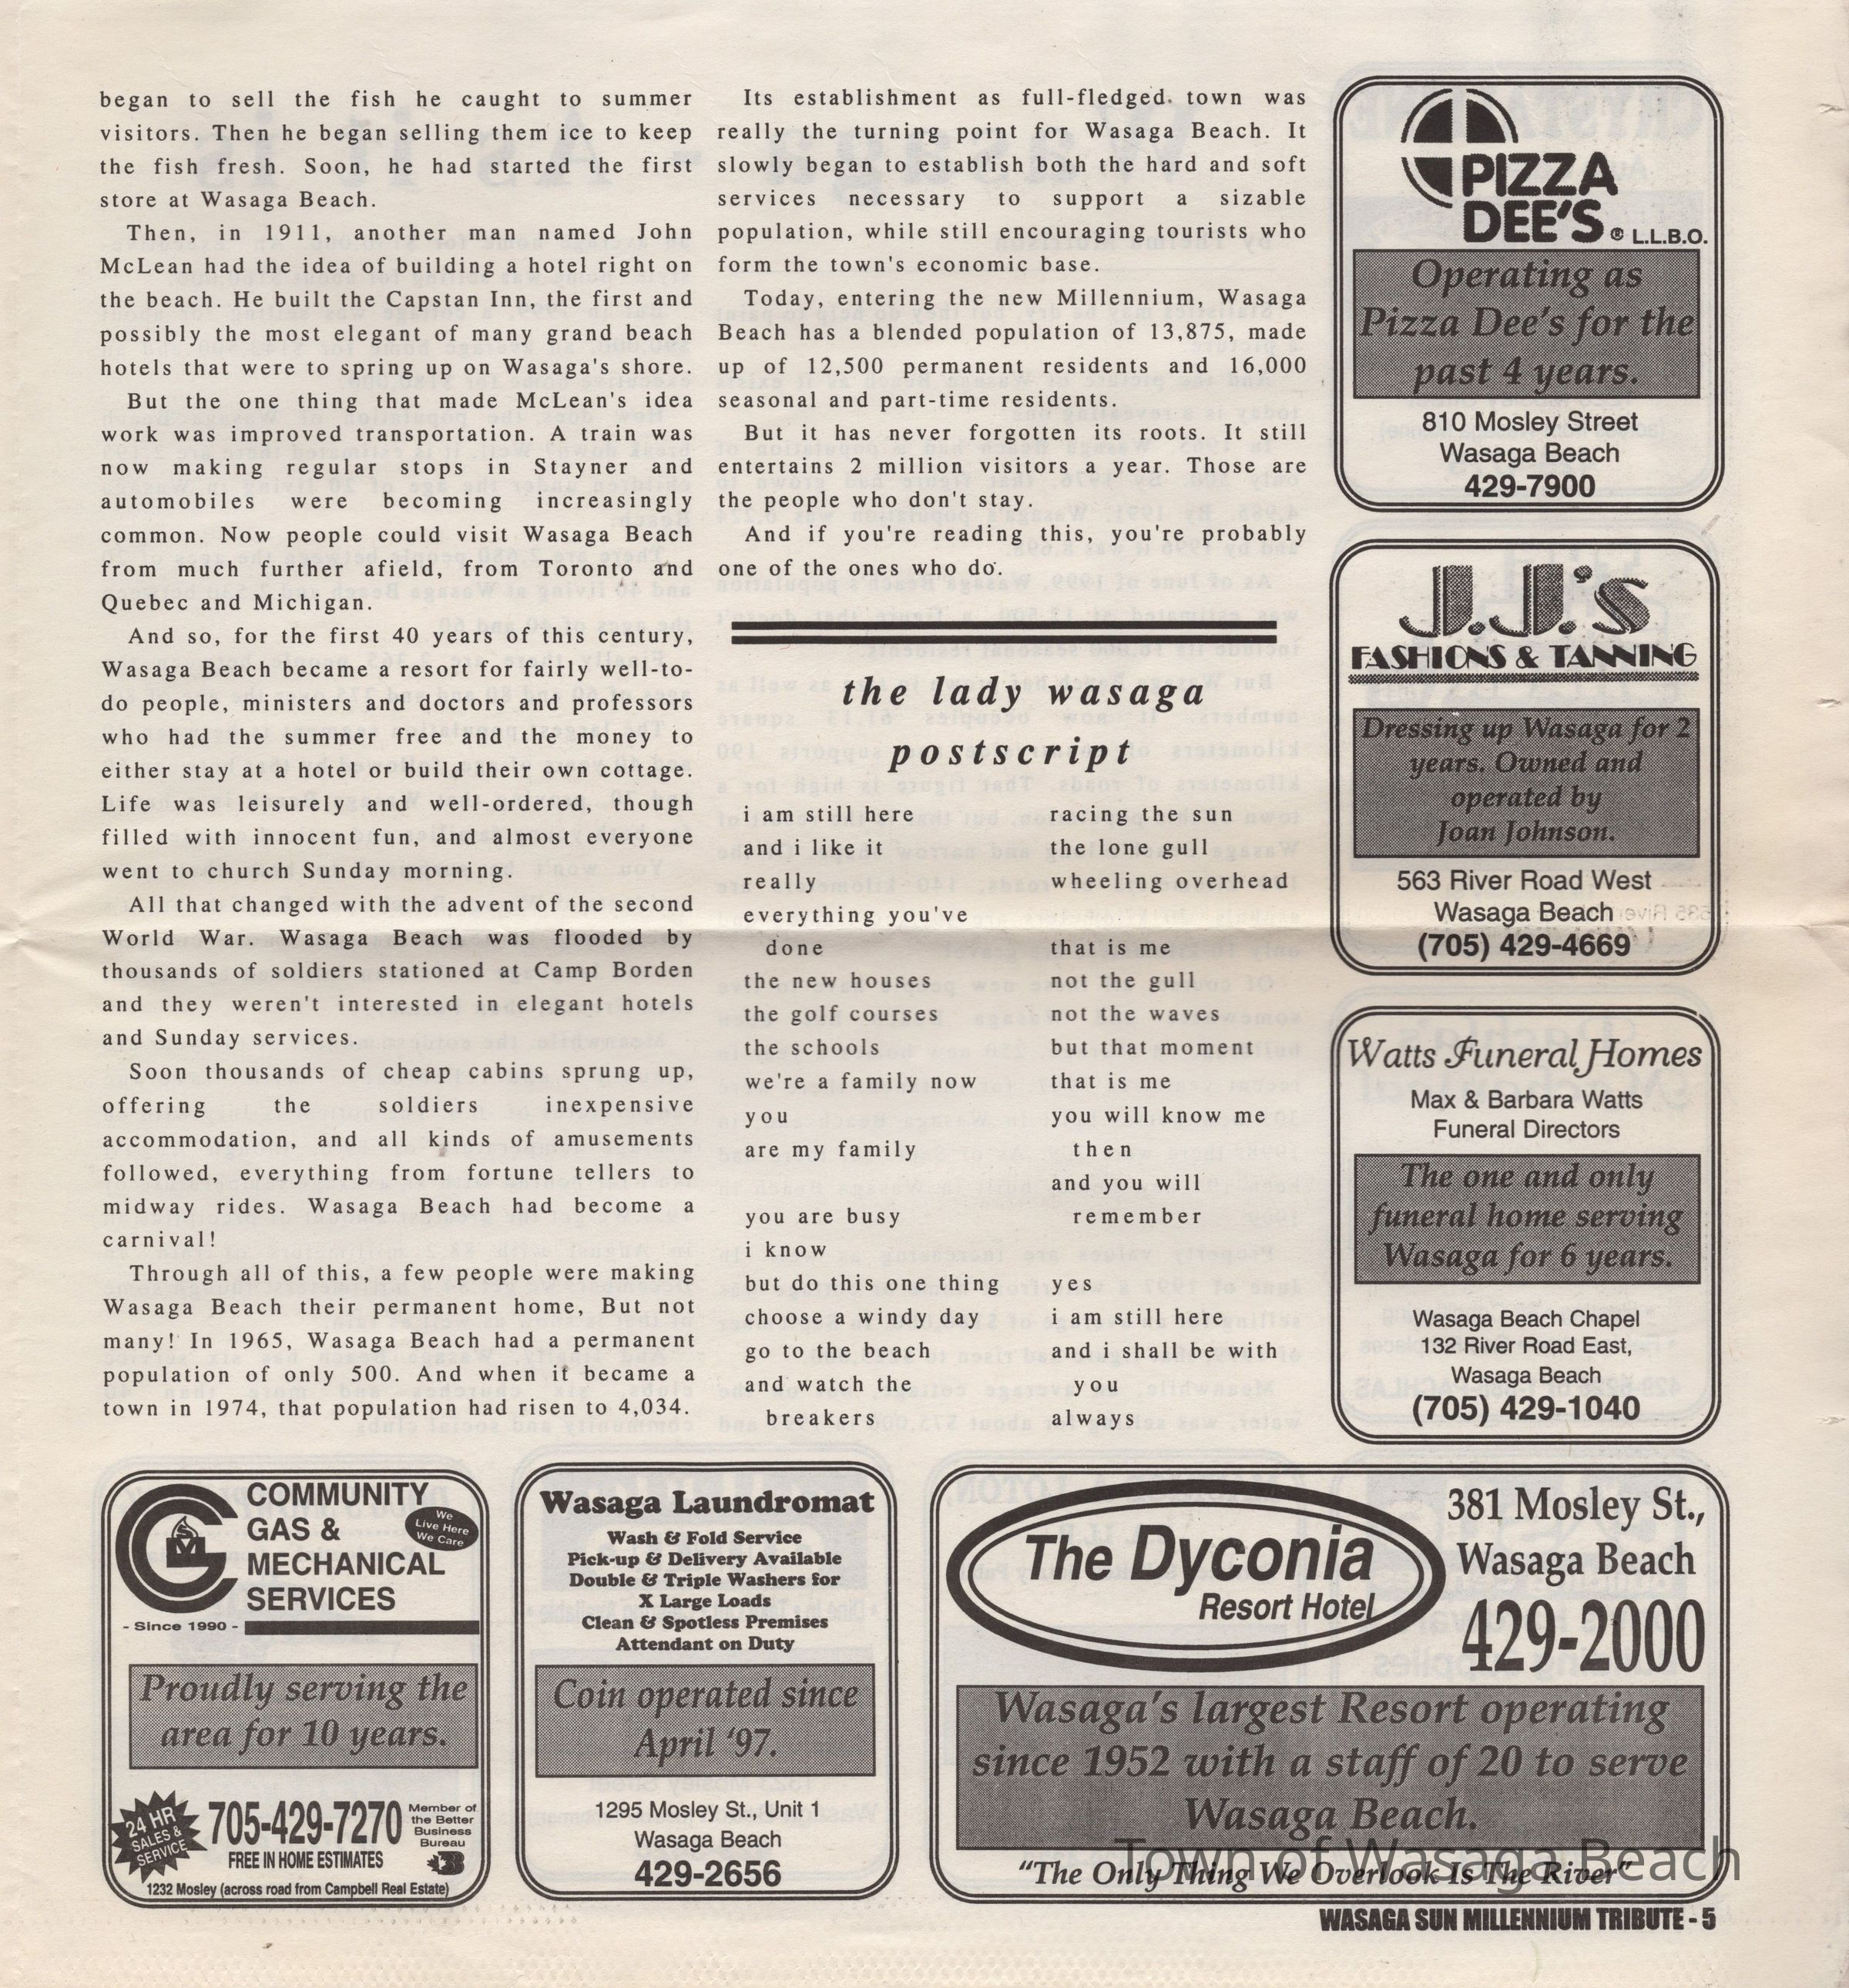 began to sell the fish he caught to summer
visitors. Then he began selling them ice to keep
the fish fresh. Soon, he had started the first
store at Wasaga Beach.
Then, in 1911, another man named John
McLean had the idea of building a hotel right on
the beach. He built the Capstan Inn, the first and
possibly the most elegant of many grand beach
hotels that were to spring up on Wasaga's shore.
But the one thing that made McLean's idea
work was improved transportation. A train was
now making regular stops in Stayner and
automobiles were becoming increasingly
common. Now people could visit Wasaga Beach
from much further afield, from Toronto and
Quebec and Michigan.
And so, for the first 40 years of this century,
Wasaga Beach became a resort for fairly well-to-
do people, ministers and doctors and professors
who had the summer free and the money to
either stay at a hotel or build their own cottage.
Life was leisurely and well-ordered, though
filled with innocent fun, and almost everyone
went to church Sunday morning.
All that changed with the advent of the second
World War. Wasaga Beach was flooded by
thousands of soldiers stationed at Camp Borden
and they weren't interested in elegant hotels
and Sunday services.
Soon thousands of cheap cabins sprung up,
offering the soldiers inexpensive
accommodation, and all kinds of amusements
followed, everything from fortune tellers to
midway rides. Wasaga Beach had become a
carnival!
Through all of this, a few people were making
Wasaga Beach their permanent home, But not
many! In 1965, Wasaga Beach had a permanent
population of only 500. And when it became a
town in 1974, that population had risen to 4,034.
Its establishment as full-fledged town was
really the turning point for Wasaga Beach. It
slowly began to establish both the hard and soft
services necessary to support a sizable
population, while still encouraging tourists who
form the town's economic base.
Today, entering the new Millennium, Wasaga
Beach has a blended population of 13,875, made
up of 12,500 permanent residents and 16,000
seasonal and part-time residents.
But it has never forgotten its roots. It still
entertains 2 million visitors a year. Those are
the people who don't stay.
And if you're reading this, you're probably
one of the ones who do.
the lady wasaga
postscript
i am still here
and i like it
really
everything you've
done
the new houses
the golf courses
the schools
we're a family now
you
are my family
you are busy
i know
but do this one thing
choose a windy day
go to the beach
and watch the
breakers
racing the sun
the lone gull
wheeling overhead
that is me
not the gull
not the waves
but that moment
that is me
you will know me
then
and you will
remember
yes
i am still here
and i shall be with
you
always
PIZZA
DEE'S ® L.L.B.O.
Operating as
Pizza Dee's for the
past 4 years.
810 Mosley Street
Wasaga Beach
429-7900
J.J.'s
FASHIONS & TANNING
Dressing up Wasaga for 2
years. Owned and
operated by
Joan Johnson.
563 River Road West
Wasaga Beach
(705) 429-4669
Watts Funeral Homes
Max & Barbara Watts
Funeral Directors
The one and only
funeral home serving
Wasaga for 6 years.
Wasaga Beach Chapel
132 River Road East,
Wasaga Beach
(705) 429-1040
COMMUNITY
GAS &
MECHANICAL
SERVICES
We
Live Here
We Care
- Since 1990 -
Proudly serving the
area for 10 years.
24 HR
SALES &
SERVICE
705-429-7270
FREE IN HOME ESTIMATES
Member of
the Better
Business
Bureau
1232 Mosley (across road from Campbell Real Estate)
Wasaga Laundromat
Wash & Fold Service
Pick-up & Delivery Available
Double & Triple Washers for
X Large Loads
Clean & Spotless Premises
Attendant on Duty
Coin operated since
April '97.
1295 Mosley St., Unit 1
Wasaga Beach
429-2656
The Dyconia
Resort Hotel
381 Mosley St.,
Wasaga Beach
429-2000
Wasaga's largest Resort operating
since 1952 with a staff of 20 to serve
Wasaga Beach.
"The Only Thing We Overlook Is The River"
Town of Wasaga Beach
WASAGA SUN MILLENNIUM TRIBUTE - 5